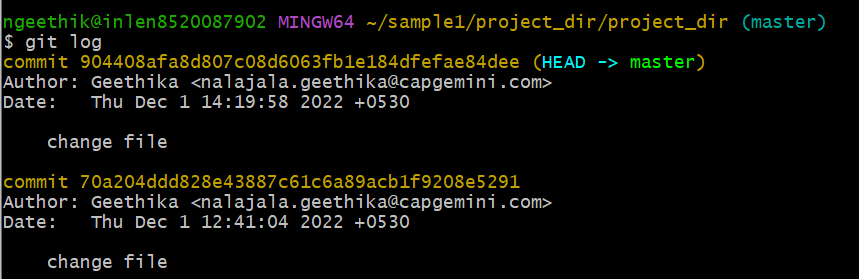 ngeethik@inlen8520087902 MINGW64 ~/sample1/project_dir/project_dir (master)
$ git log
commit 904408afa8d807c08d6063fb1e184dfefae84dee (HEAD -> master)
Author: Geethika <nalajala.geethika@capgemini.com>
Date:   Thu Dec 1 14:19:58 2022 +0530
    change file
commit 70a204ddd828e43887c61c6a89acb1f9208e5291
Author: Geethika <nalajala.geethika@capgemini.com>
Date:   Thu Dec 1 12:41:04 2022 +0530
    change file